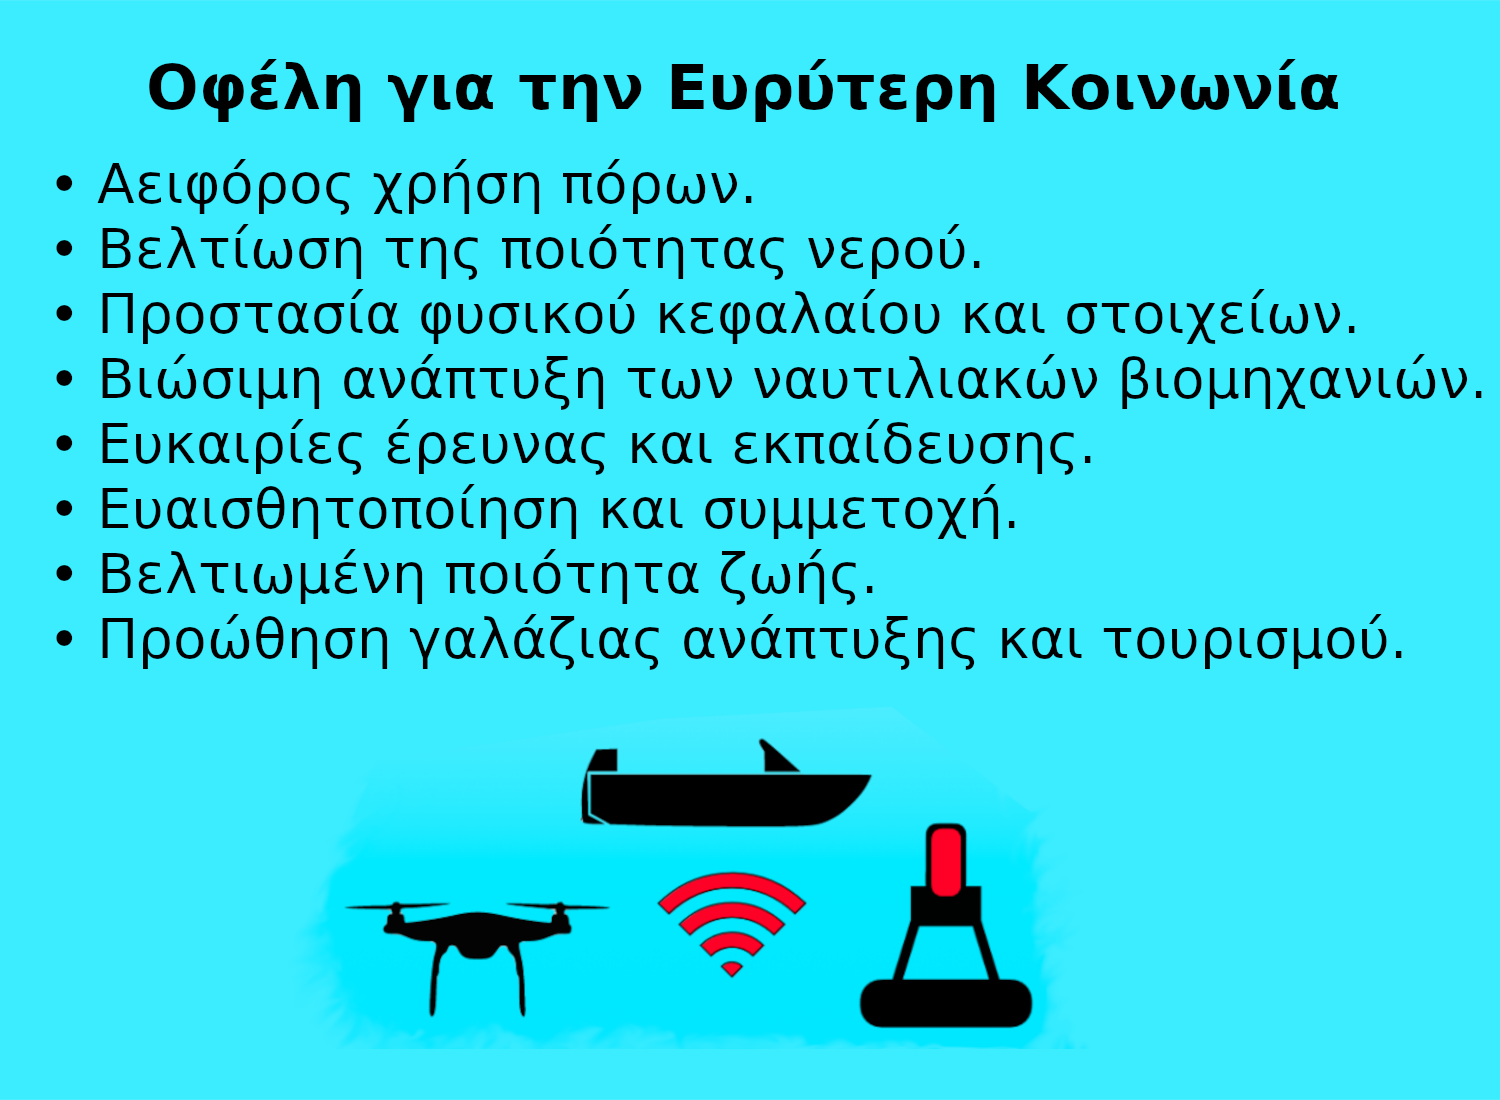 Οφέλη για την Ευρύτερη Κοινωνία
• Αειφόρος χρήση πόρων.
• Βελτίωση της ποιότητας νερού.
• Προστασία φυσικού κεφαλαίου και στοιχείων.
• Βιώσιμη ανάπτυξη των ναυτιλιακών βιομηχανιών.
• Ευκαιρίες έρευνας και εκπαίδευσης.
• Ευαισθητοποίηση και συμμετοχή.
• Βελτιωμένη ποιότητα ζωής.
• Προώθηση γαλάζιας ανάπτυξης και τουρισμού.